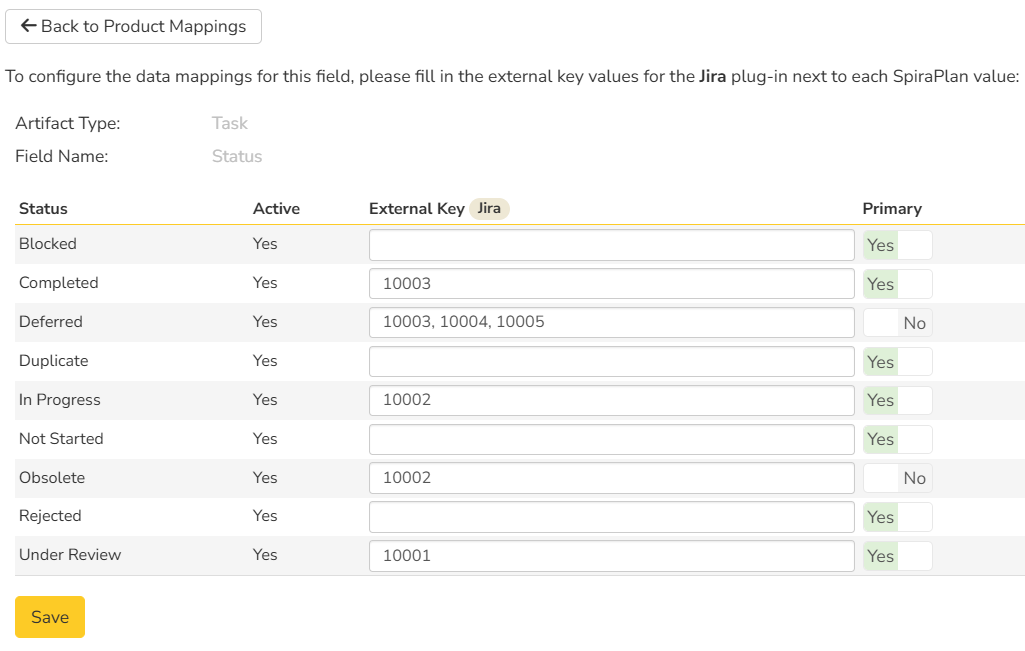 Back to Product Mappings
To configure the data mappings for this field, please fill in the external key values for the Jira plug-in next to each SpiraPlan value:
Artifact Type: Task
Field Name: Status
Status Active External Key Jira Primary
Blocked Yes Yes
Completed Yes 10003 Yes
Deferred Yes 10003, 10004, 10005 No
Duplicate Yes Yes
In Progress Yes 10002 Yes
Not Started Yes Yes
Obsolete Yes 10002 No
Rejected Yes Yes
Under Review Yes 10001 Yes
Save